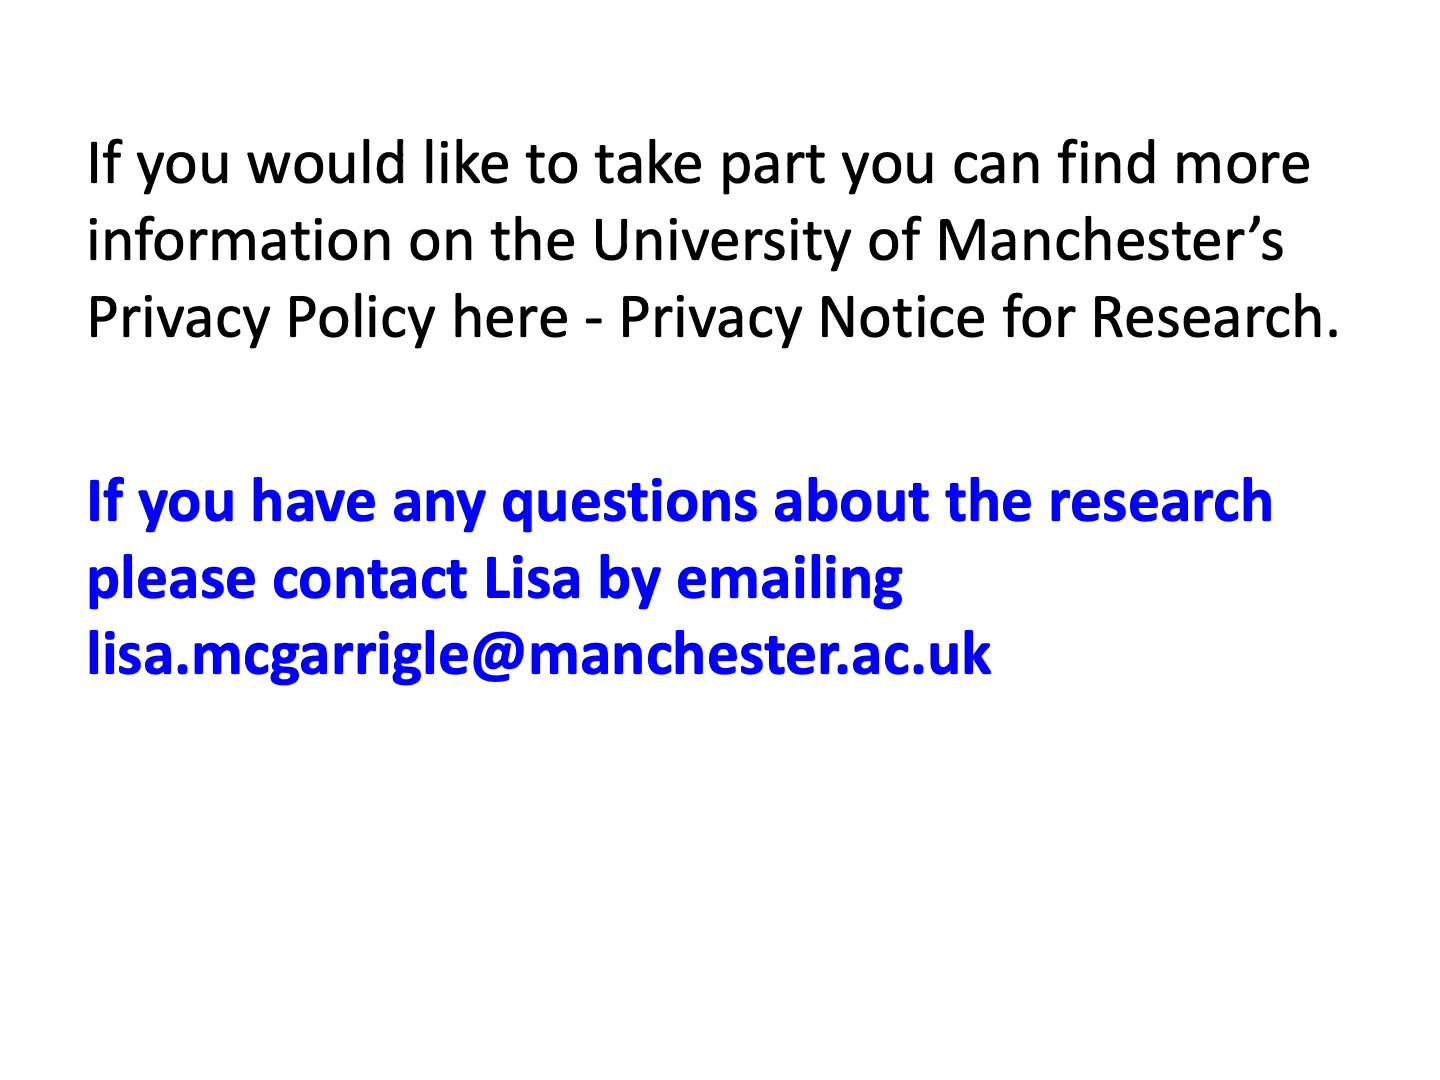 If you would like to take part you can find more
information on the University of Manchester’s
Privacy Policy here - Privacy Notice for Research.
If you have any questions about the research
please contact Lisa by emailing
lisa.mcgarrigle@manchester.ac.uk